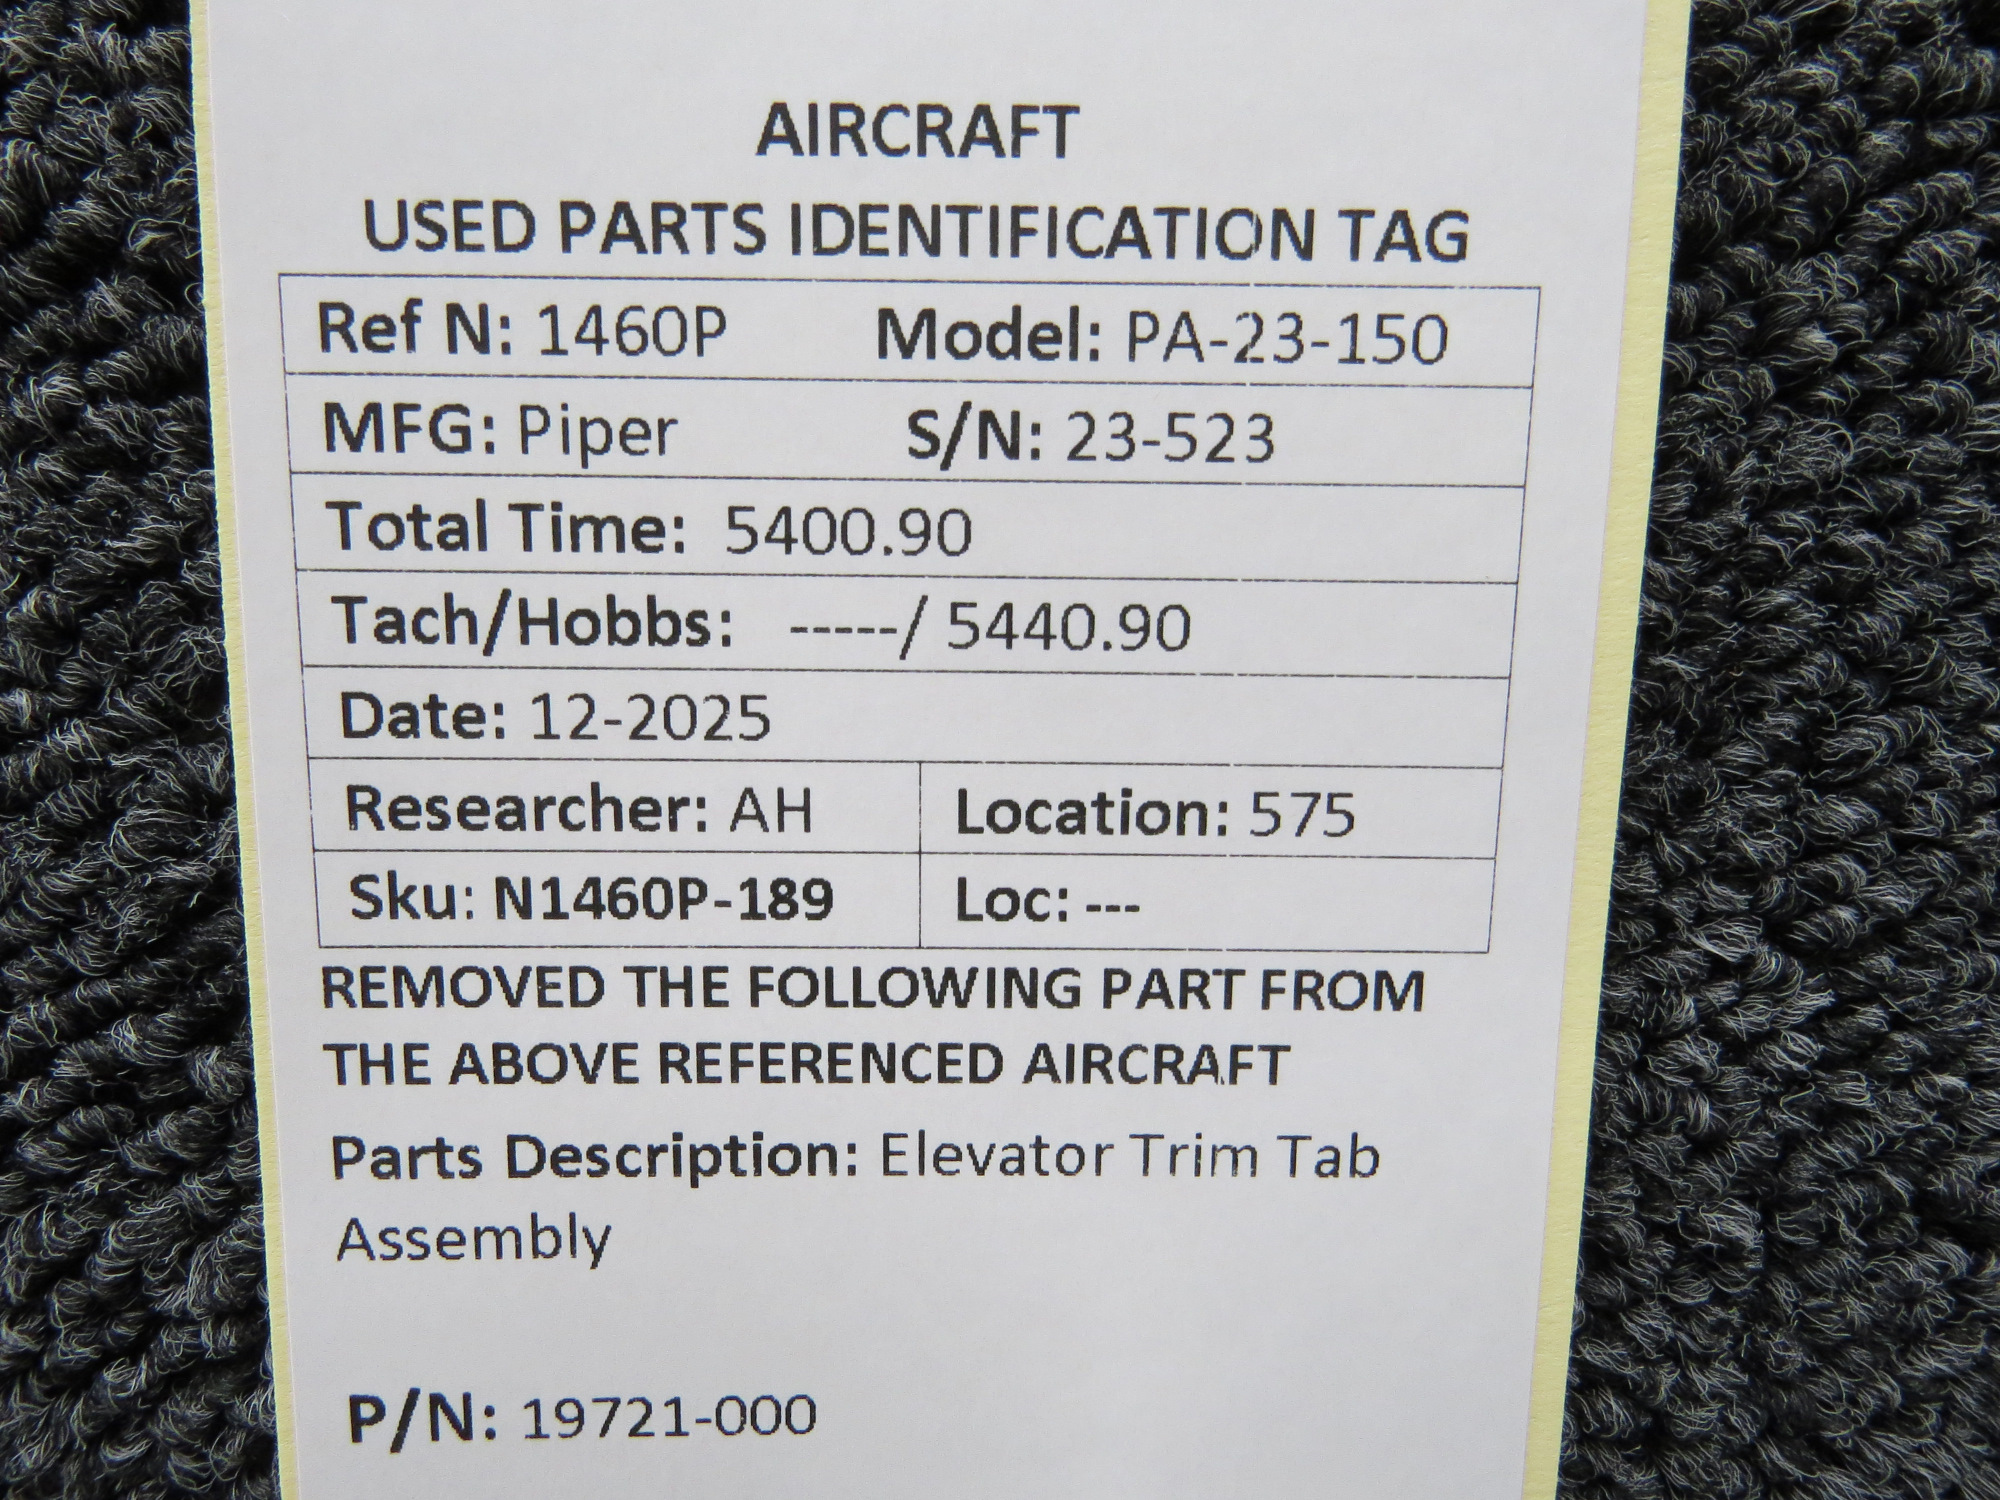 AIRCRAFT
USED PARTS IDENTIFICATION TAG
Ref N: 1460P Model: PA-23-150
MFG: Piper S/N: 23-523
Total Time: 5400.90
Tach/Hobbs: -----/ 5440.90
Date: 12-2025
Researcher: AH Location: 575
Sku: N1460P-189 Loc: ---
REMOVED THE FOLLOWING PART FROM
THE ABOVE REFERENCED AIRCRAFT
Parts Description: Elevator Trim Tab
Assembly
P/N: 19721-000